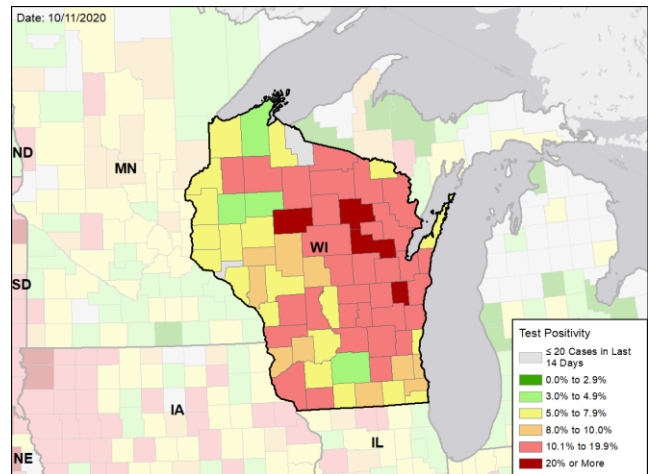 Date: 10/11/2020
ND
MN
WI
SD
IA
NE
IL
Test Positivity
≤ 20 Cases in Last
14 Days
0.0% to 2.9%
3.0% to 4.9%
5.0% to 7.9%
8.0% to 10.0%
10.1% to 19.9%
20% or More